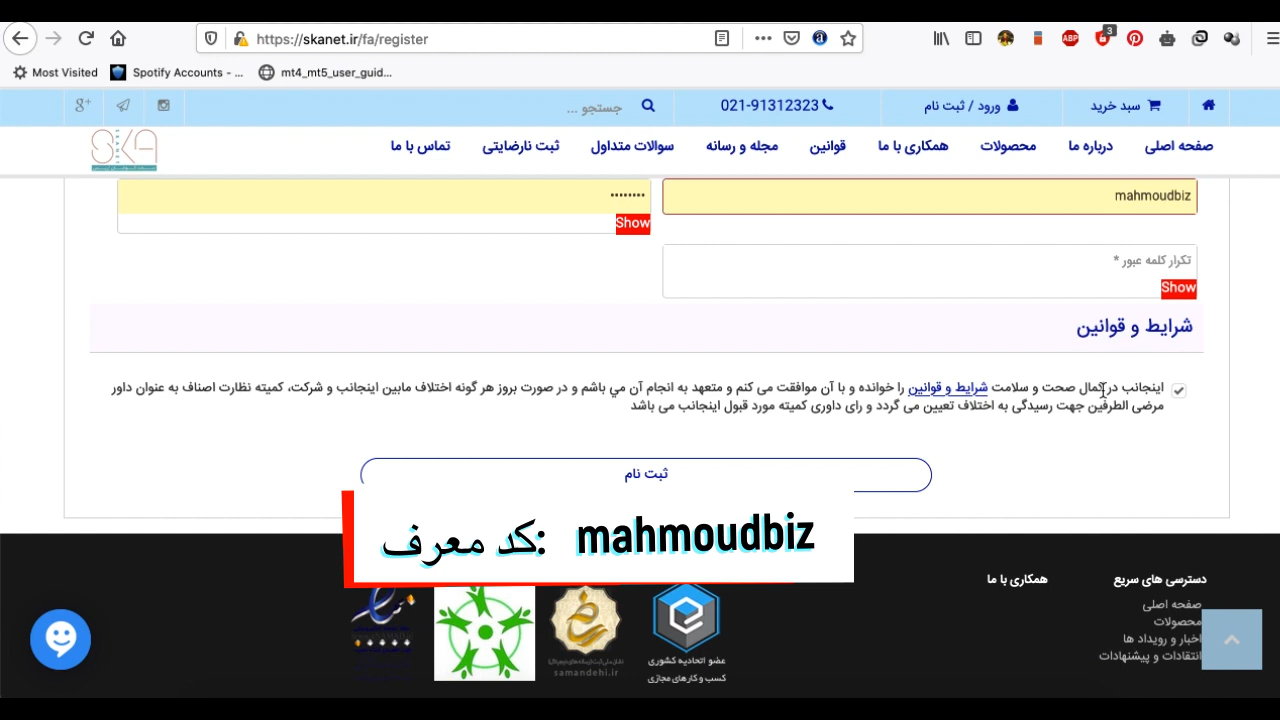 https://skanet.ir/fa/register
3
ABP
Most Visited
Spotify Accounts - ...
mt4_mt5_user_guid...
سبد خرید
ورود / ثبت نام
021-91312323
جستجو ...
g+
صفحه اصلی
درباره ما
محصولات
همکاری با ما
قوانین
مجله و رسانه
سوالات متداول
ثبت نارضایتی
تماس با ما
SKA
mahmoudbiz
••••••••
Show
تکرار کلمه عبور *
Show
شرایط و قوانین
اینجانب در کمال صحت و سلامت شرایط و قوانین را خوانده و با آن موافقت می کنم و متعهد به انجام آن می باشم و در صورت بروز هر گونه اختلاف مابین اینجانب و شرکت، کمیته نظارت اصناف به عنوان داور
مرضی الطرفین جهت رسیدگی به اختلاف تعیین می گردد و رای داوری کمیته مورد قبول اینجانب می باشد
ثبت نام
کد معرف: mahmoudbiz
دسترسی های سریع
صفحه اصلی
محصولات
اخبار و رویداد ها
انتقادات و پیشنهادات
همکاری با ما
عضو اتحادیه کشوری
کسب و کارهای مجازی
samandehi.ir